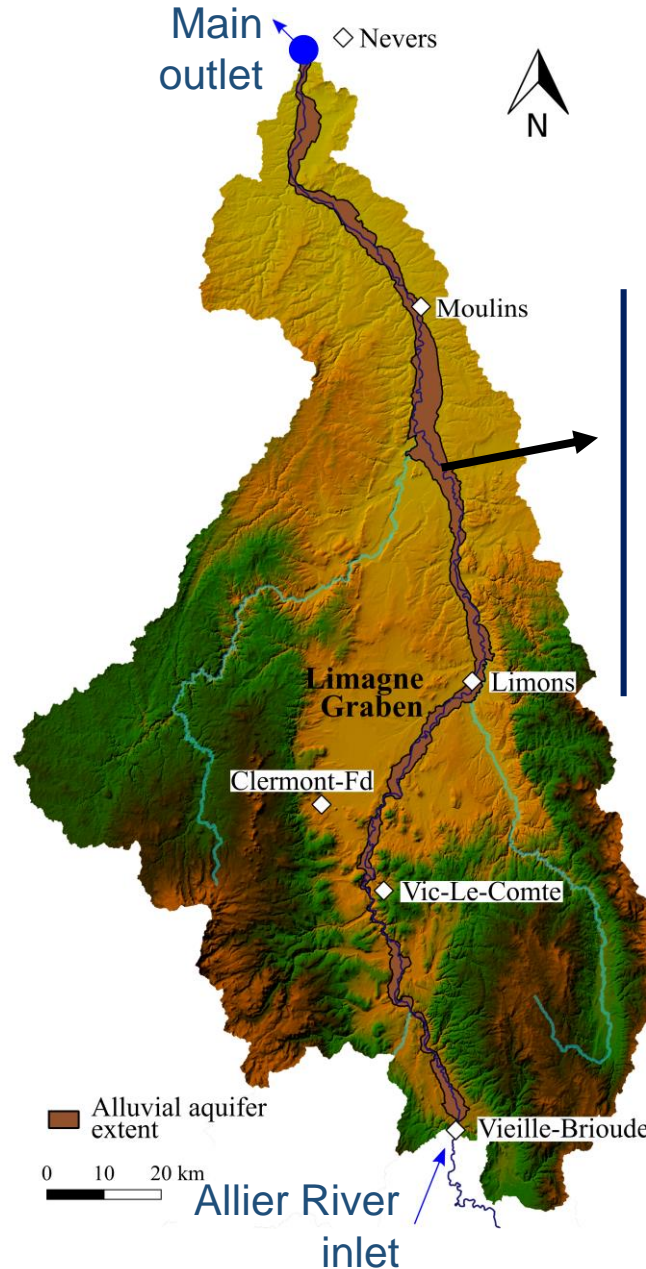 Main
outlet
Nevers
N
Moulins
Limagne
Graben
Limons
Clermont-Fd
Vic-Le-Comte
Alluvial aquifer
extent
Vieille-Brioude
0 10 20 km
Allier River
inlet